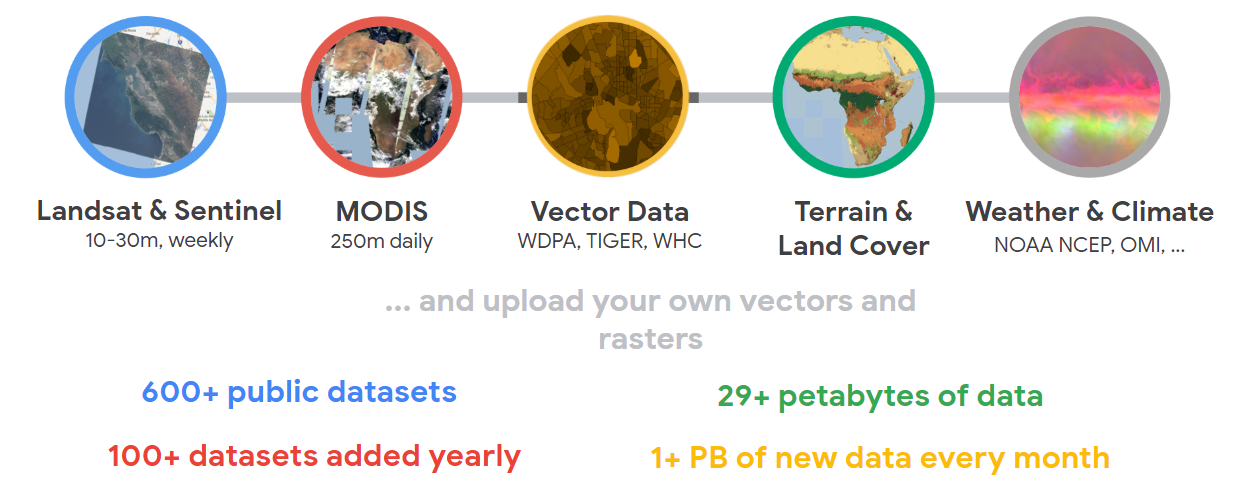 Landsat & Sentinel
10-30m, weekly
MODIS
250m daily
Vector Data
WDPA, TIGER, WHC
Terrain &
Land Cover
Weather & Climate
NOAA NCEP, OMI, ...
... and upload your own vectors and
rasters
600+ public datasets
29+ petabytes of data
100+ datasets added yearly
1+ PB of new data every month